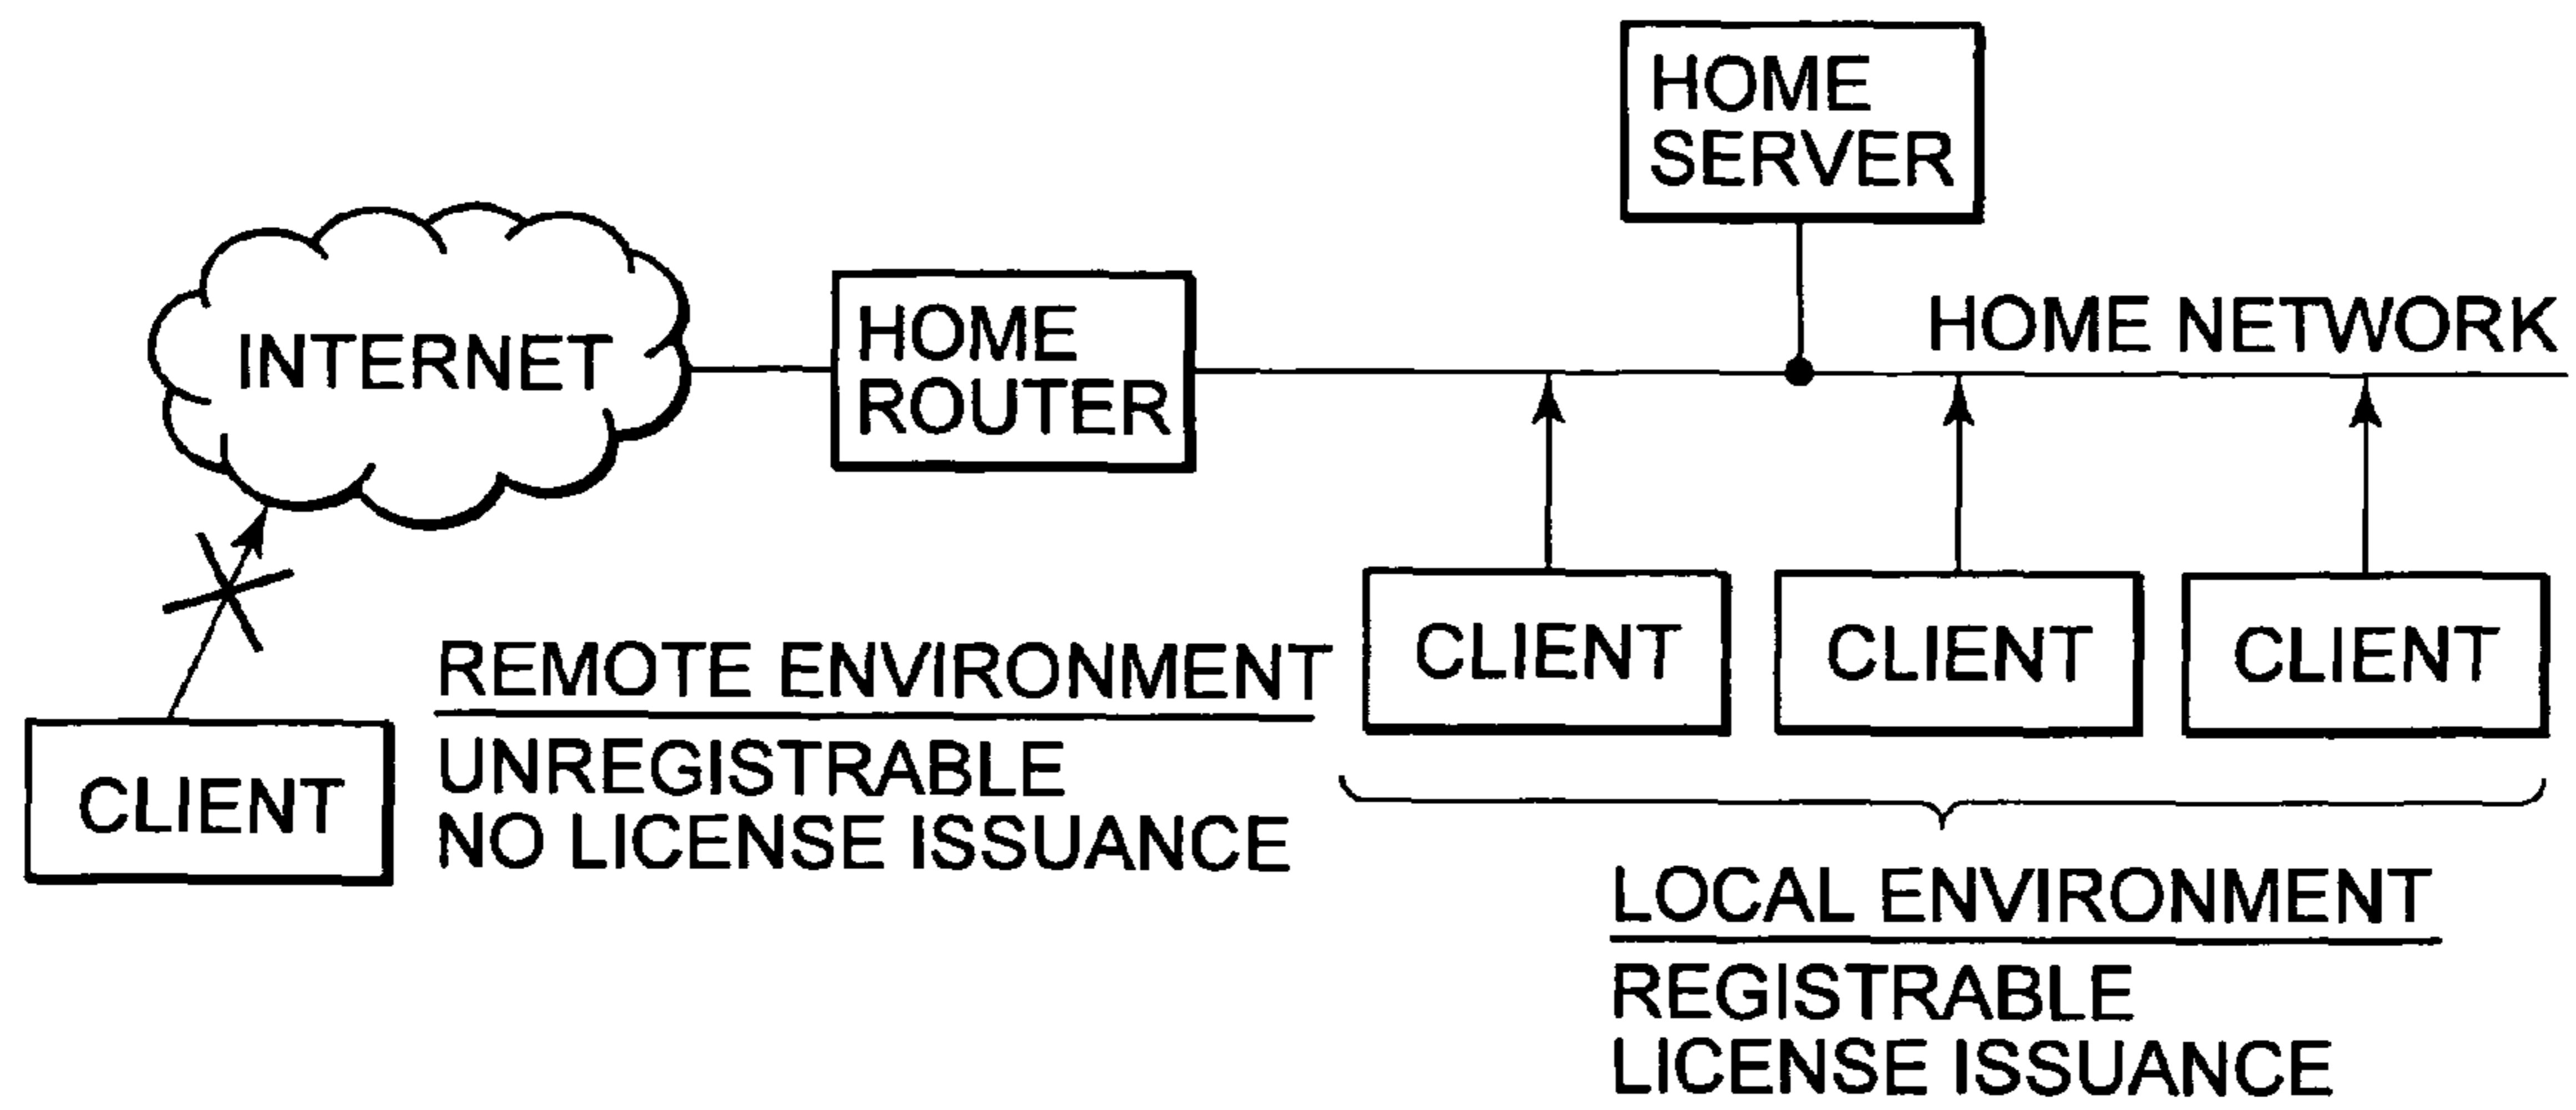 HOME
SERVER
HOME NETWORK
INTERNET
HOME
ROUTER
CLIENT
CLIENT
CLIENT
CLIENT
REMOTE ENVIRONMENT
UNREGISTRABLE
NO LICENSE ISSUANCE
LOCAL ENVIRONMENT
REGISTRABLE
LICENSE ISSUANCE